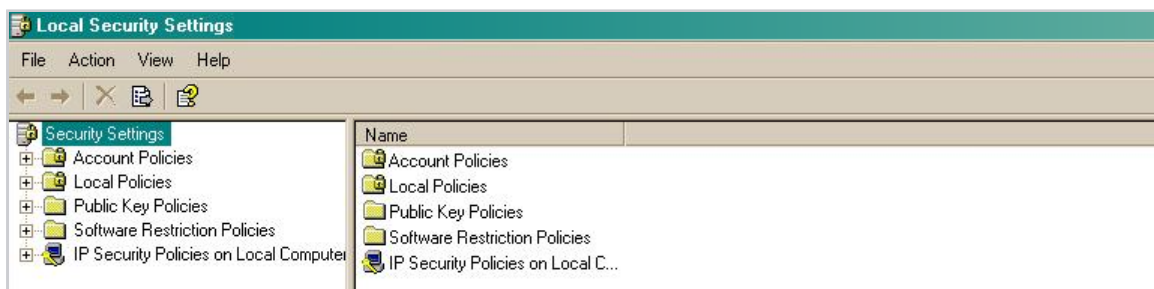 Local Security Settings
File Action View Help
Security Settings
Account Policies
Local Policies
Public Key Policies
Software Restriction Policies
IP Security Policies on Local Computer
Name
Account Policies
Local Policies
Public Key Policies
Software Restriction Policies
IP Security Policies on Local C...